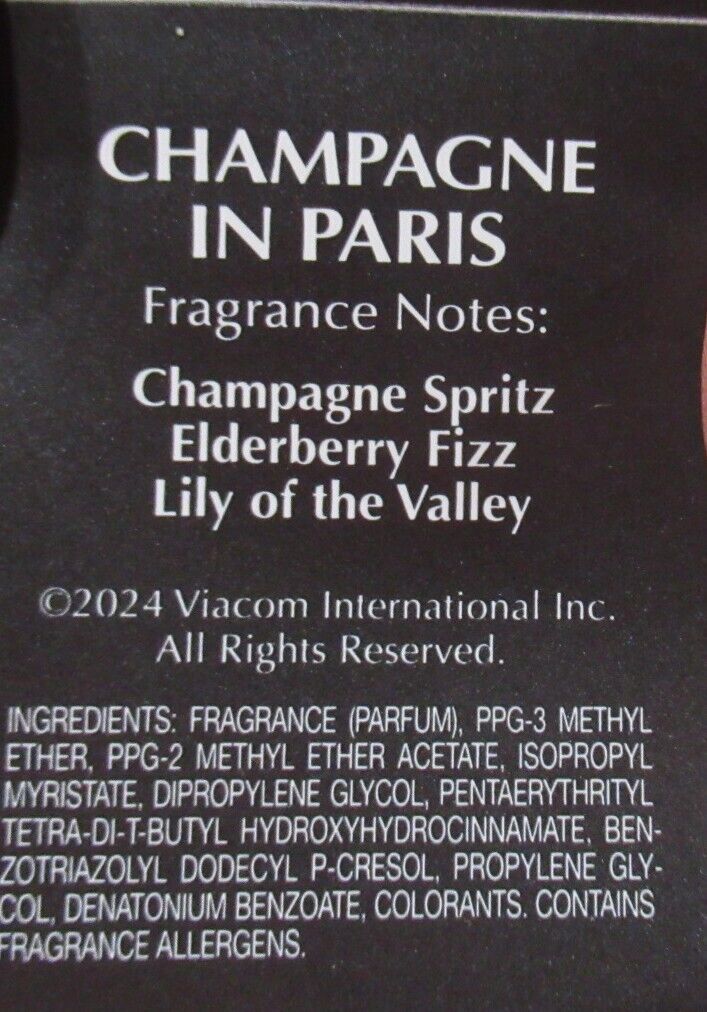 CHAMPAGNE
IN PARIS
Fragrance Notes:
Champagne Spritz
Elderberry Fizz
Lily of the Valley
©2024 Viacom International Inc.
All Rights Reserved.
INGREDIENTS: FRAGRANCE (PARFUM), PPG-3 METHYL
ETHER, PPG-2 METHYL ETHER ACETATE, ISOPROPYL
MYRISTATE, DIPROPYLENE GLYCOL, PENTAERYTHRITYL
TETRA-DI-T-BUTYL HYDROXYHYDROCINNAMATE, BEN-
ZOTRIAZOLYL DODECYL P-CRESOL, PROPYLENE GLY-
COL, DENATONIUM BENZOATE, COLORANTS. CONTAINS
FRAGRANCE ALLERGENS.